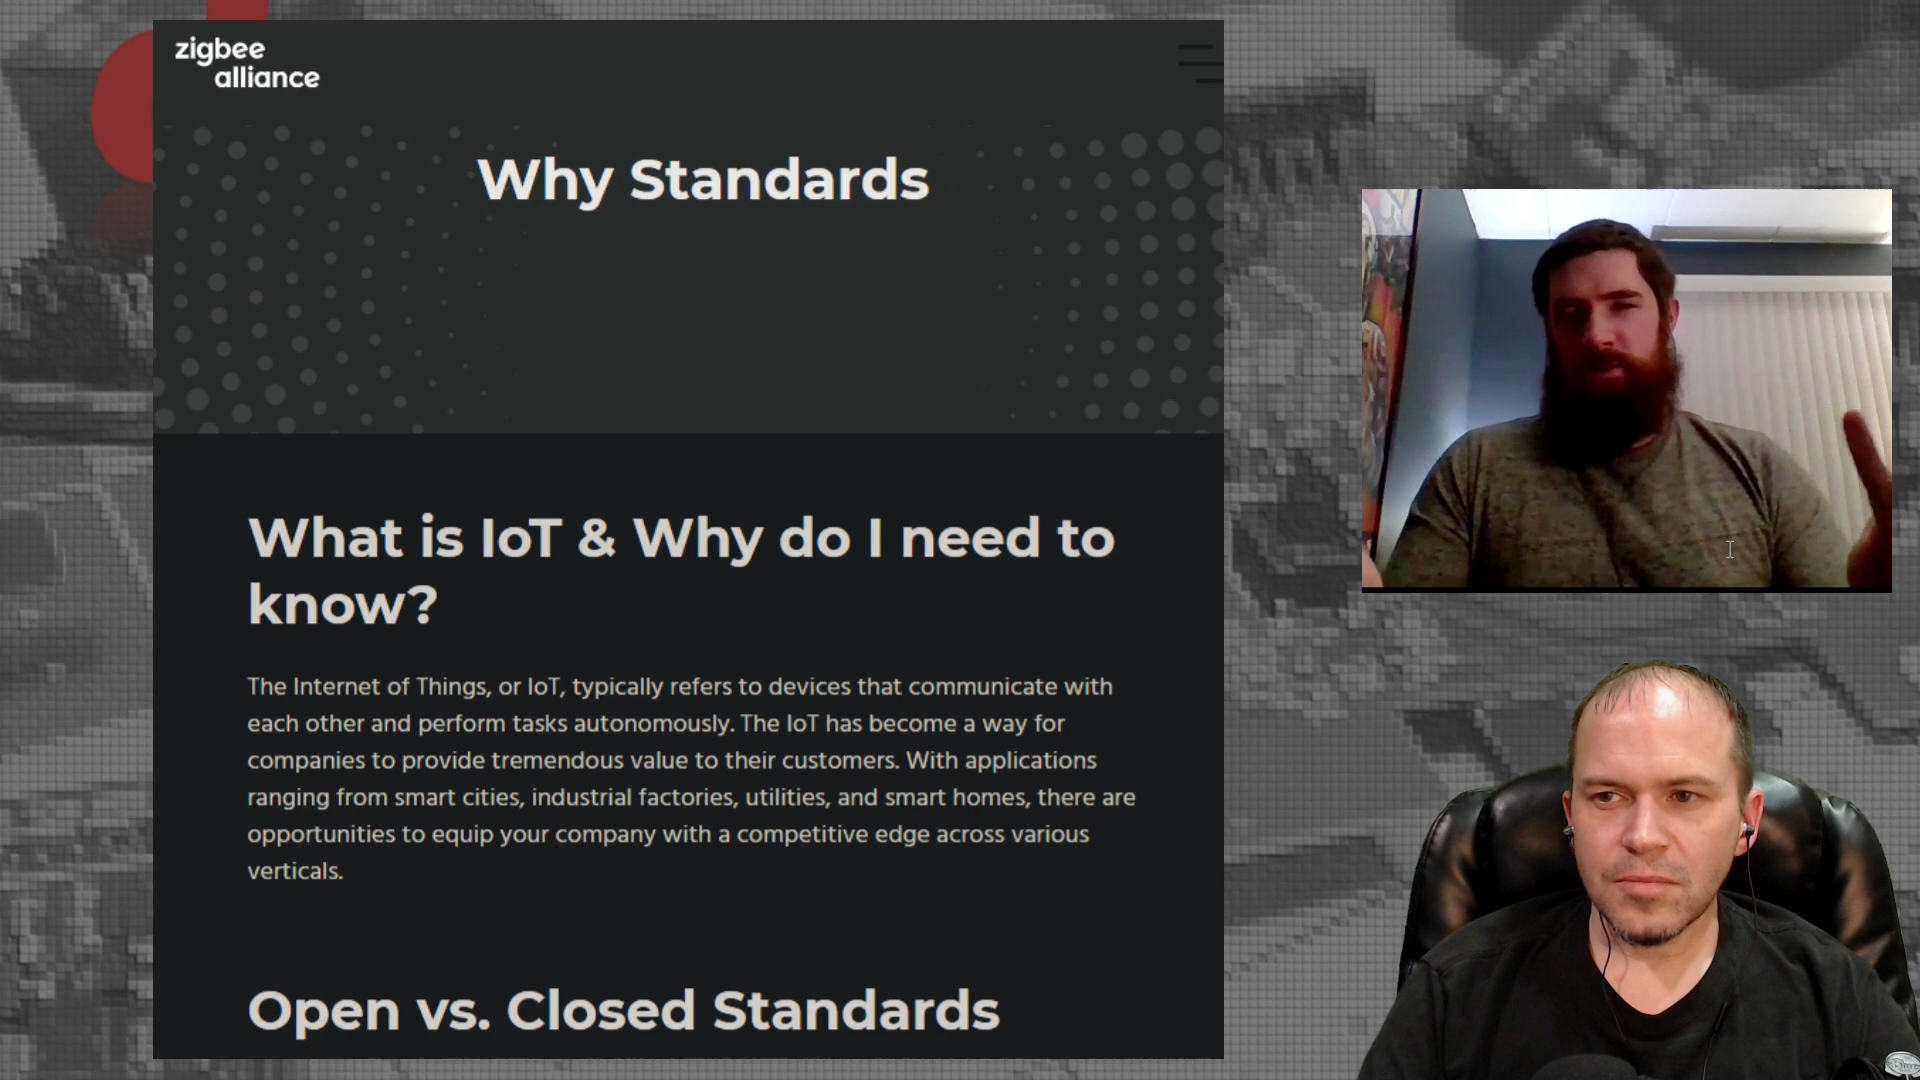 zigbee
alliance
Why Standards
What is IoT & Why do I need to
know?
The Internet of Things, or IoT, typically refers to devices that communicate with
each other and perform tasks autonomously. The IoT has become a way for
companies to provide tremendous value to their customers. With applications
ranging from smart cities, industrial factories, utilities, and smart homes, there are
opportunities to equip your company with a competitive edge across various
verticals.
Open vs. Closed Standards